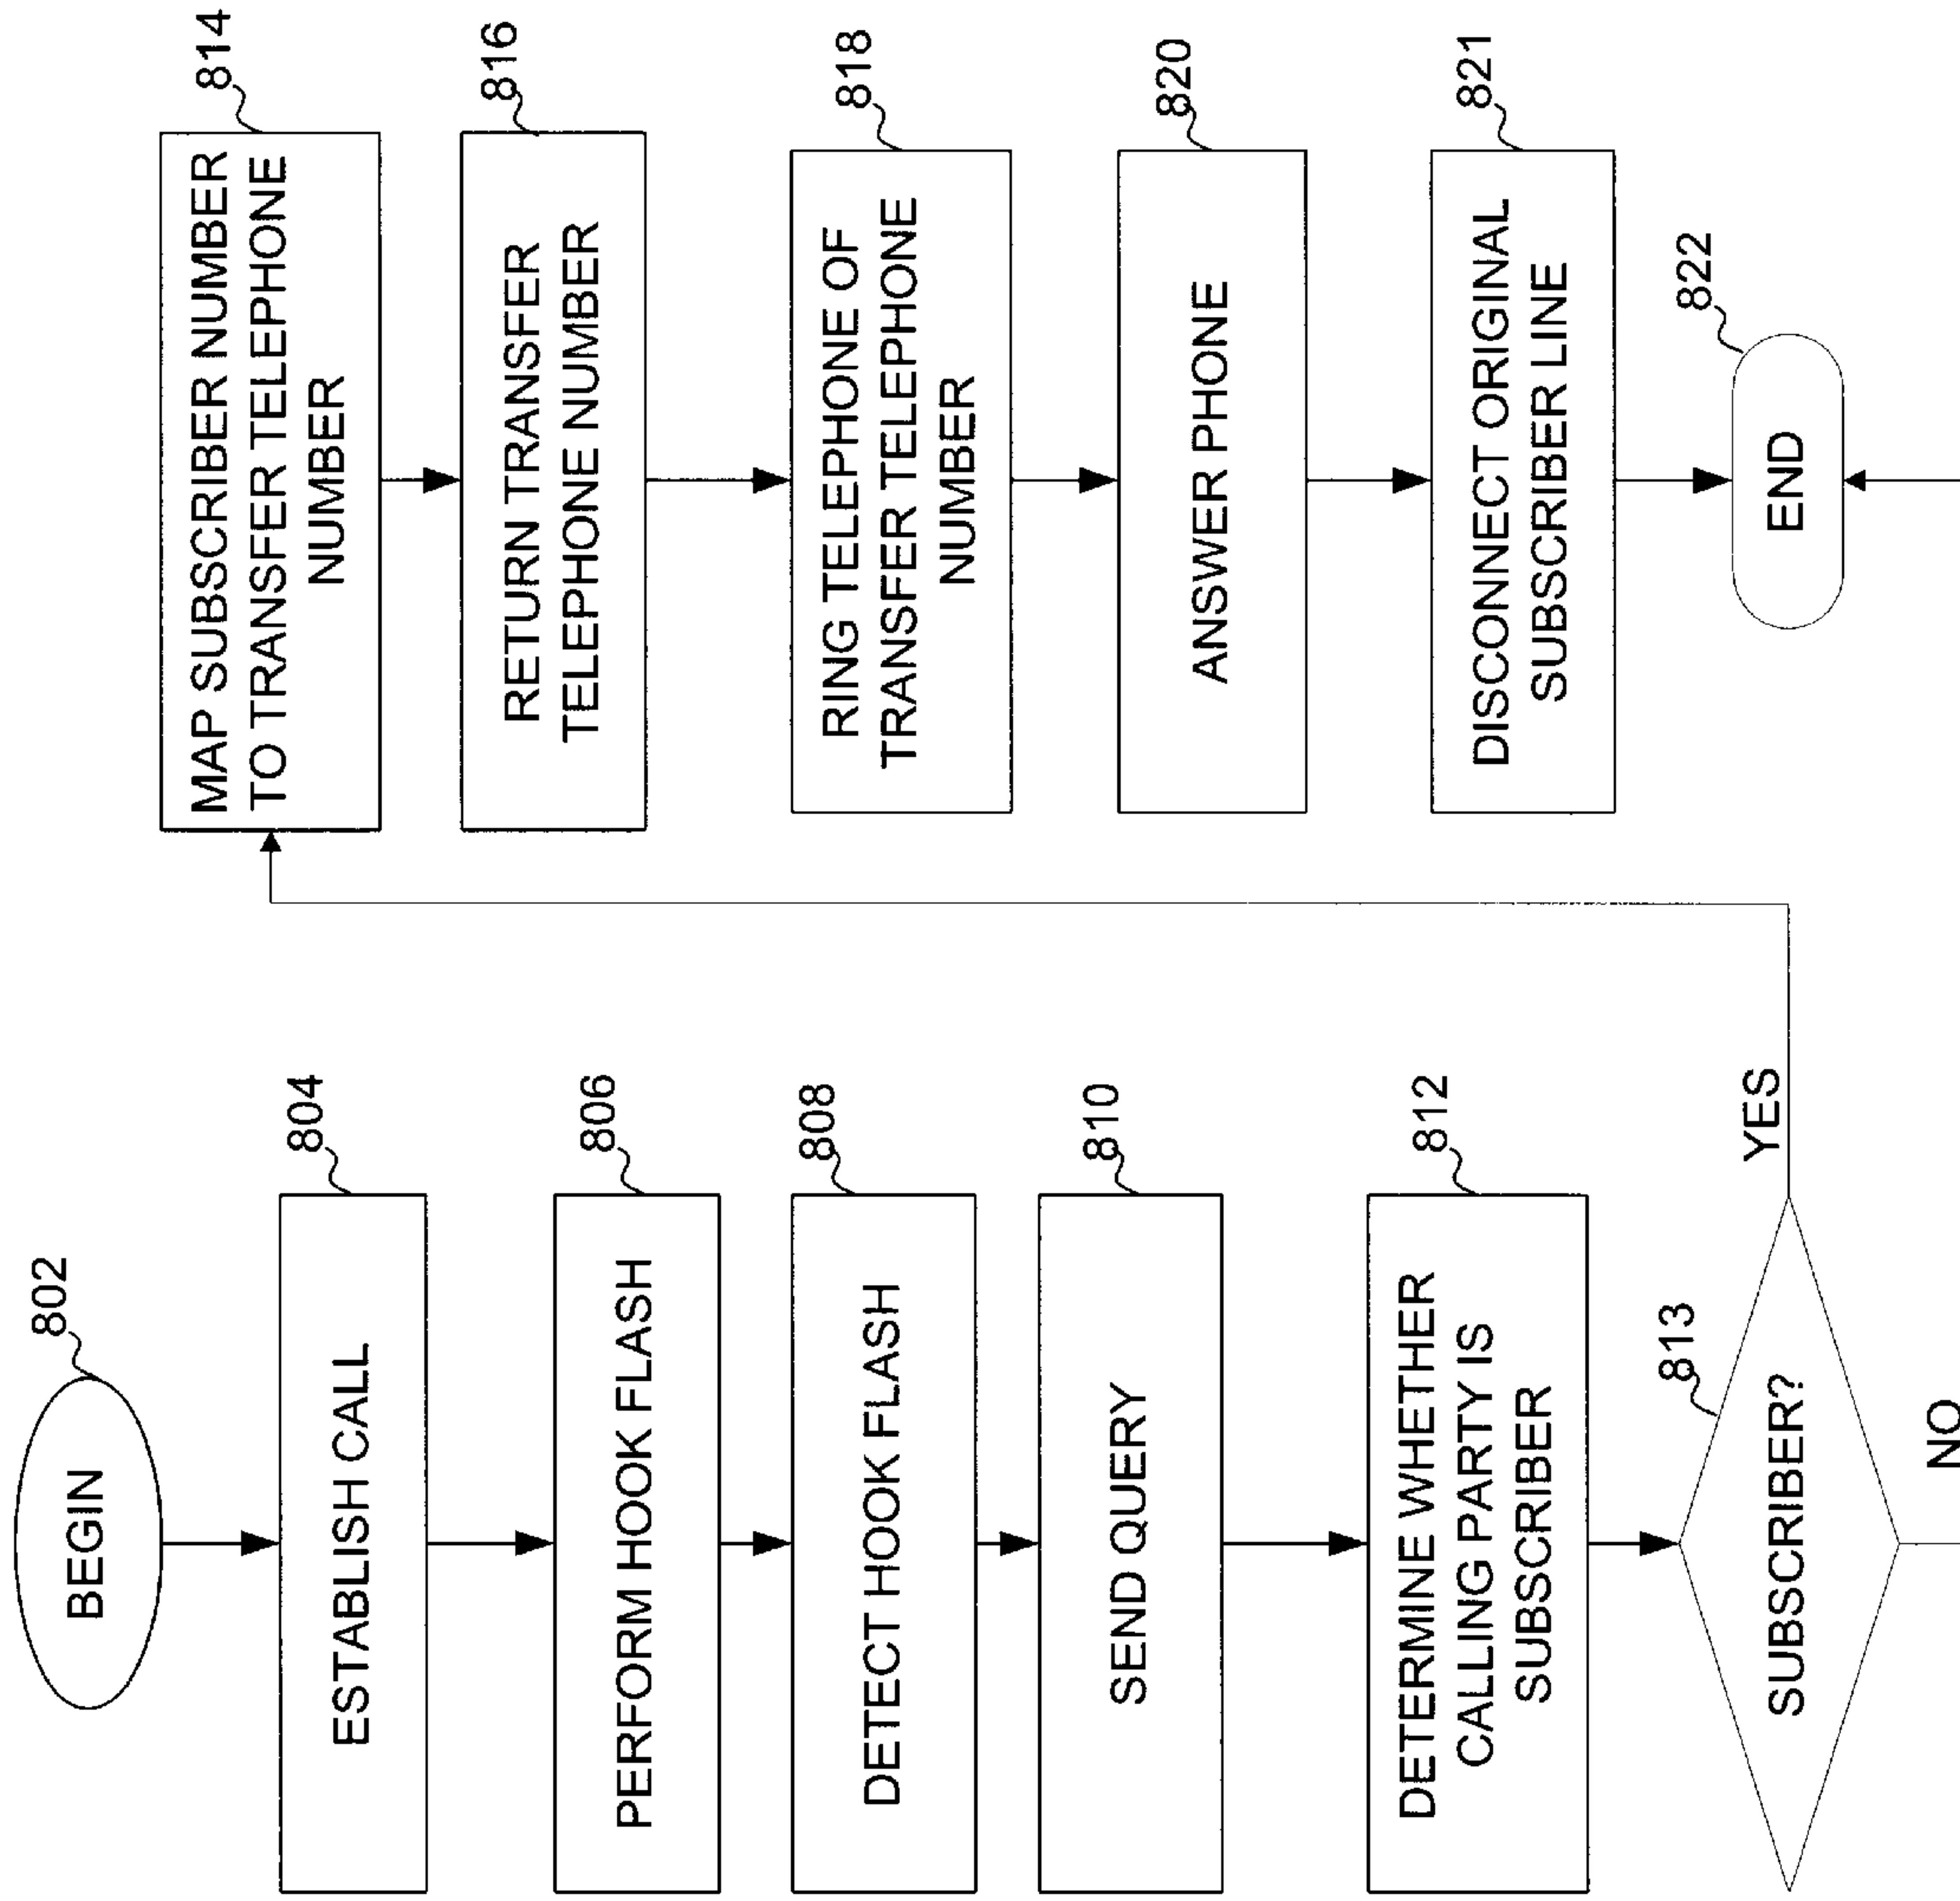 802
BEGIN
804
ESTABLISH CALL
806
PERFORM HOOK FLASH
808
DETECT HOOK FLASH
810
SEND QUERY
812
DETERMINE WHETHER
CALLING PARTY IS
SUBSCRIBER
813
SUBSCRIBER?
YES
NO
814
MAP SUBSCRIBER NUMBER
TO TRANSFER TELEPHONE
NUMBER
816
RETURN TRANSFER
TELEPHONE NUMBER
818
RING TELEPHONE OF
TRANSFER TELEPHONE
NUMBER
820
ANSWER PHONE
821
DISCONNECT ORIGINAL
SUBSCRIBER LINE
822
END